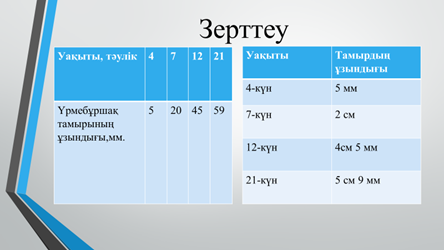 Зерттеу
Уақыты, тәулік 4 7 12 21
Үрмебұршақ 5 20 45 59
тамырының
ұзындығы,мм.
Уақыты Тамырдың
ұзындығы
4-күн 5 мм
7-күн 2 см
12-күн 4см 5 мм
21-күн 5 см 9 мм